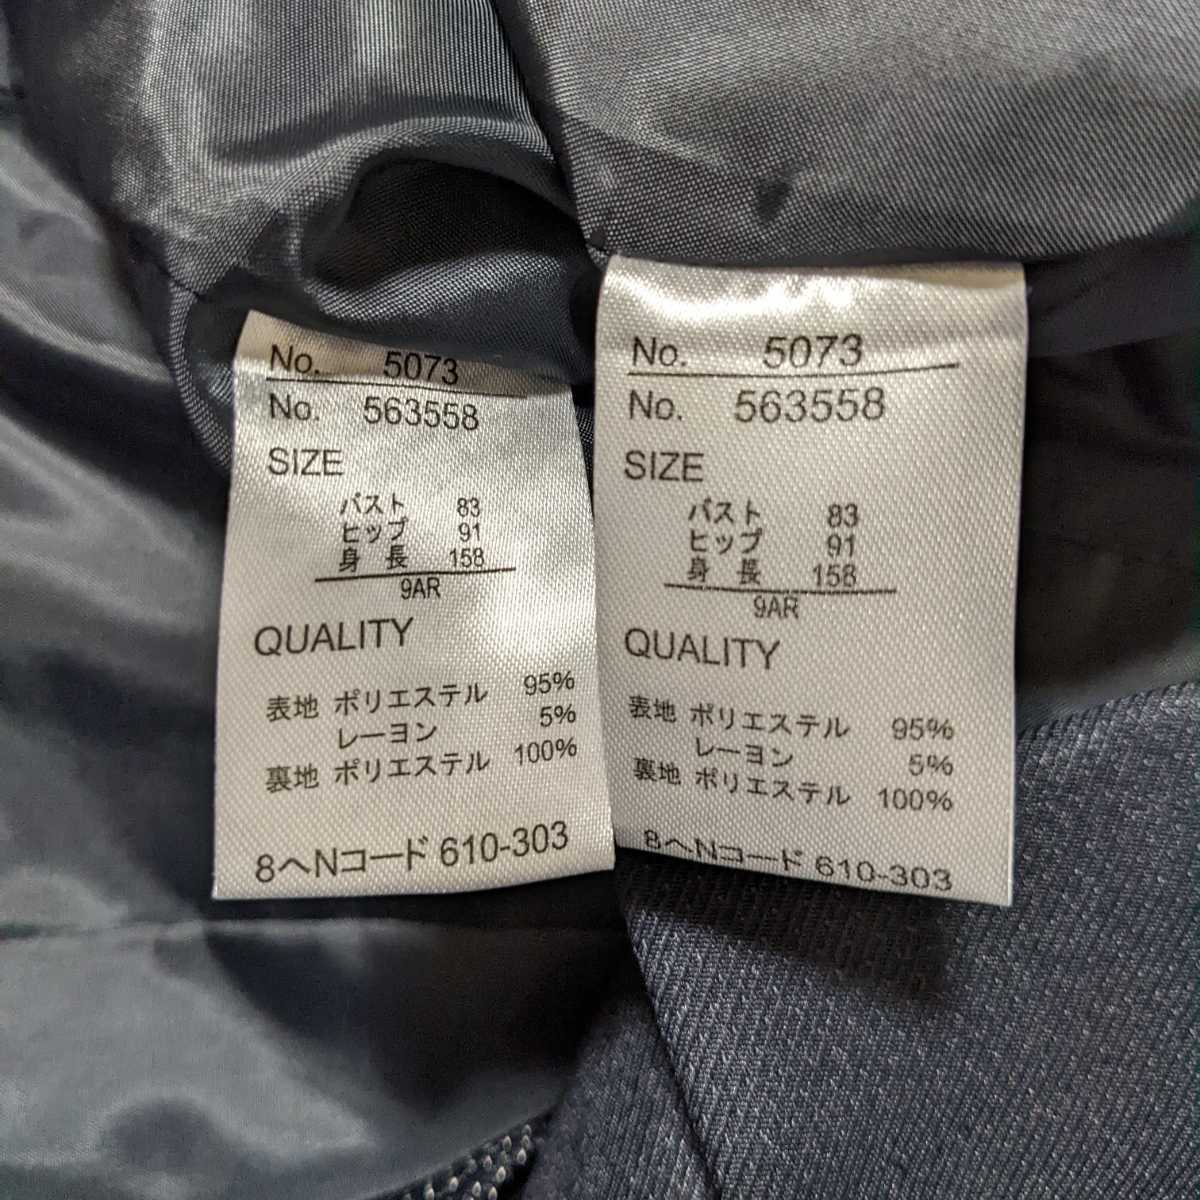 No. 5073
No. 563558
SIZE
バスト 83
ヒップ 91
身長 158
9AR
QUALITY
表地 ポリエステル 95%
レーヨン 5%
裏地 ポリエステル 100%
8ヘNコード 610-303
No. 5073
No. 563558
SIZE
バスト 83
ヒップ 91
身長 158
9AR
QUALITY
表地 ポリエステル 95%
レーヨン 5%
裏地 ポリエステル 100%
8ヘNコード 610-303